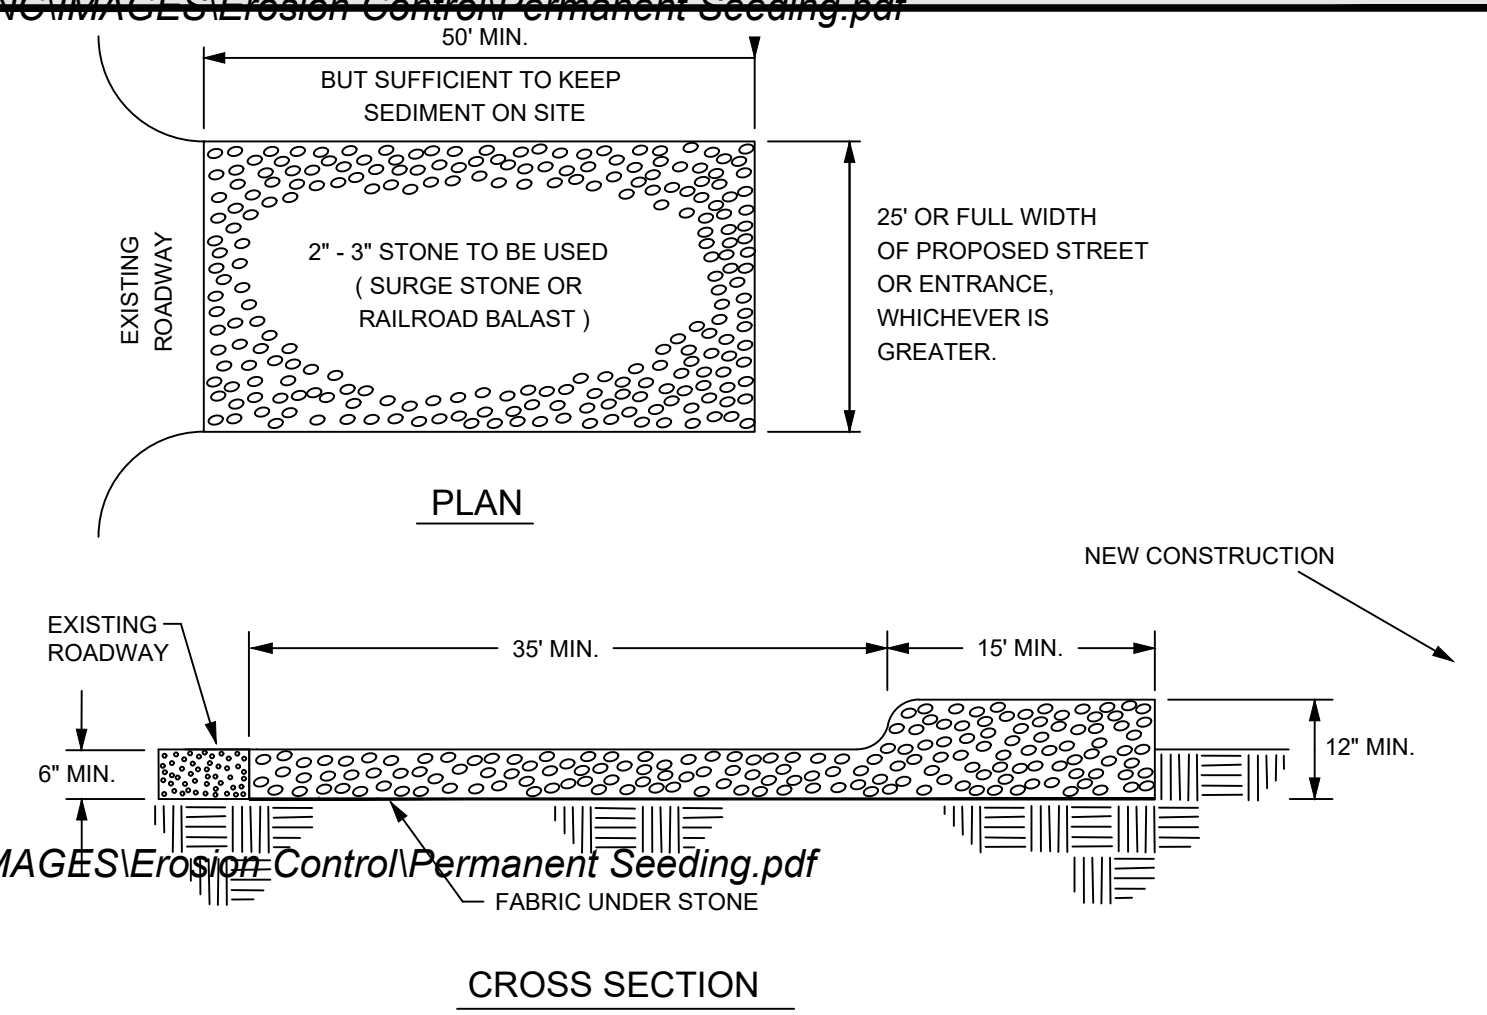 NG\IMAGES\Erosion Control\Permanent Seeding.pdf
50' MIN.
BUT SUFFICIENT TO KEEP
SEDIMENT ON SITE
EXISTING
ROADWAY
2" - 3" STONE TO BE USED
( SURGE STONE OR
RAILROAD BALAST )
25' OR FULL WIDTH
OF PROPOSED STREET
OR ENTRANCE,
WHICHEVER IS
GREATER.
PLAN
NEW CONSTRUCTION
EXISTING
ROADWAY
35' MIN.
15' MIN.
6" MIN.
12" MIN.
MAGES\Erosion Control\Permanent Seeding.pdf
FABRIC UNDER STONE
CROSS SECTION